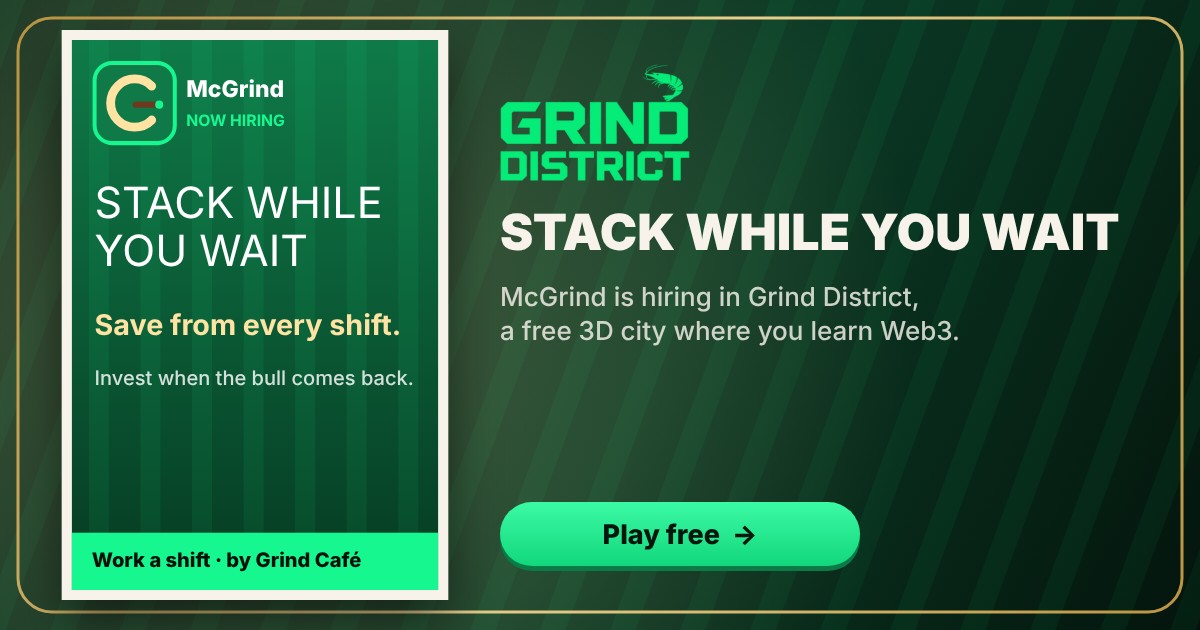 McGrind
NOW HIRING
STACK WHILE
YOU WAIT
Save from every shift.
Invest when the bull comes back.
Work a shift · by Grind Café
GRIND
DISTRICT
STACK WHILE YOU WAIT
McGrind is hiring in Grind District,
a free 3D city where you learn Web3.
Play free →